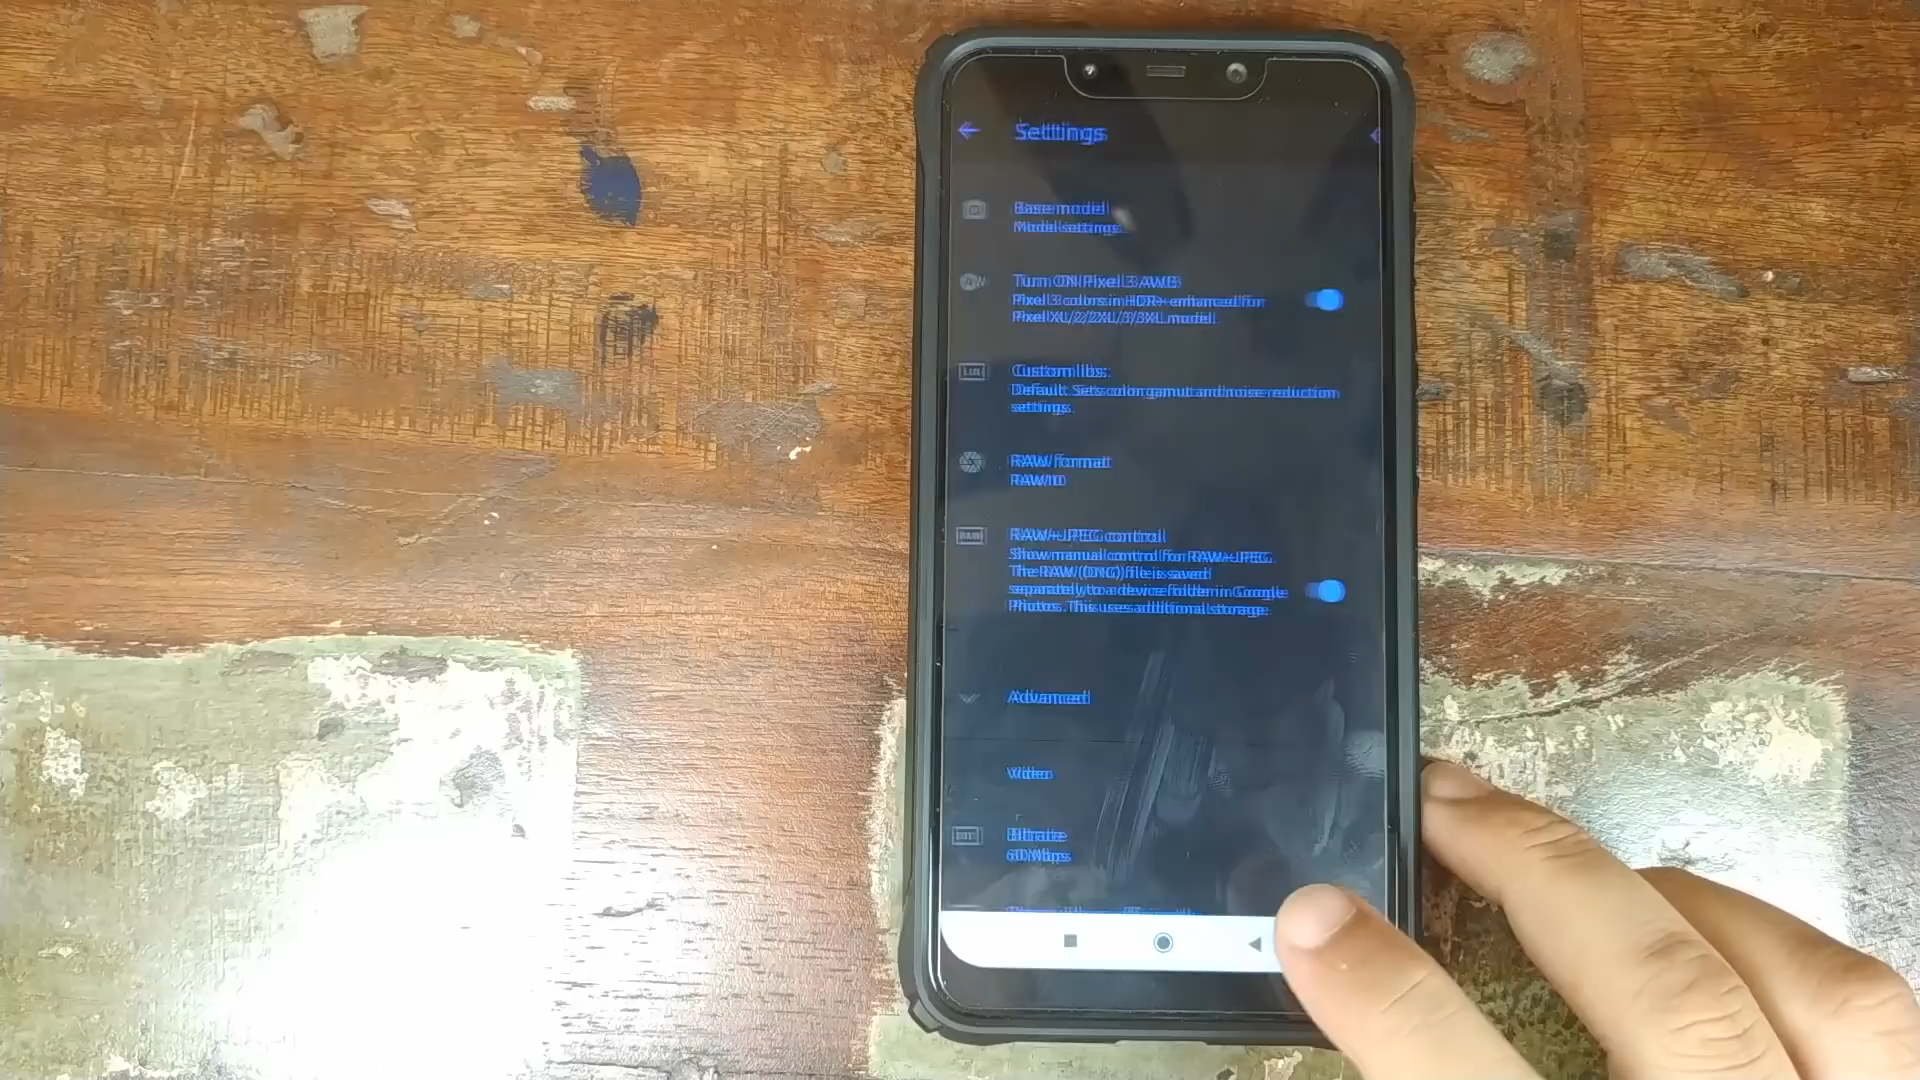 Settings
Base model
Model settings.
Turn ON Pixel 3 AWB
Pixel 3 colors in HDR+ enhanced for
Pixel XL/2/2XL/3/3XL model.
Custom libs:
Default. Sets color gamut and noise reduction
settings.
RAW format
RAW10
RAW+JPEG control
Show manual control for RAW+JPEG.
The RAW (DNG) file is saved
separately to a device folder in Google
Photos. This uses additional storage.
Advanced
Video
Bitrate
60 Mbps